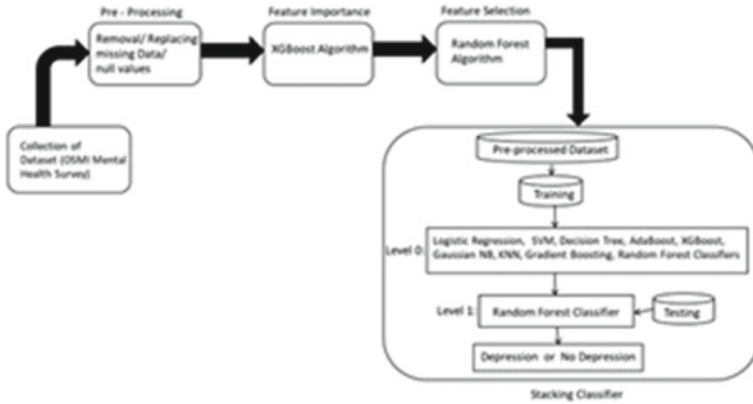 Pre - Processing
Feature Importance
Feature Selection
Removal/ Replacing
missing Data/
null values
XGBoost Algorithm
Random Forest
Algorithm
Collection of
Dataset (OSMI Mental
Health Survey)
Pre-processed Dataset
Training
Level 0:
Logistic Regression, SVM, Decision Tree, AdaBoost, XGBoost,
Gaussian NB, KNN, Gradient Boosting, Random Forest Classifiers
Level 1:
Random Forest Classifier
Testing
Depression or No Depression
Stacking Classifier